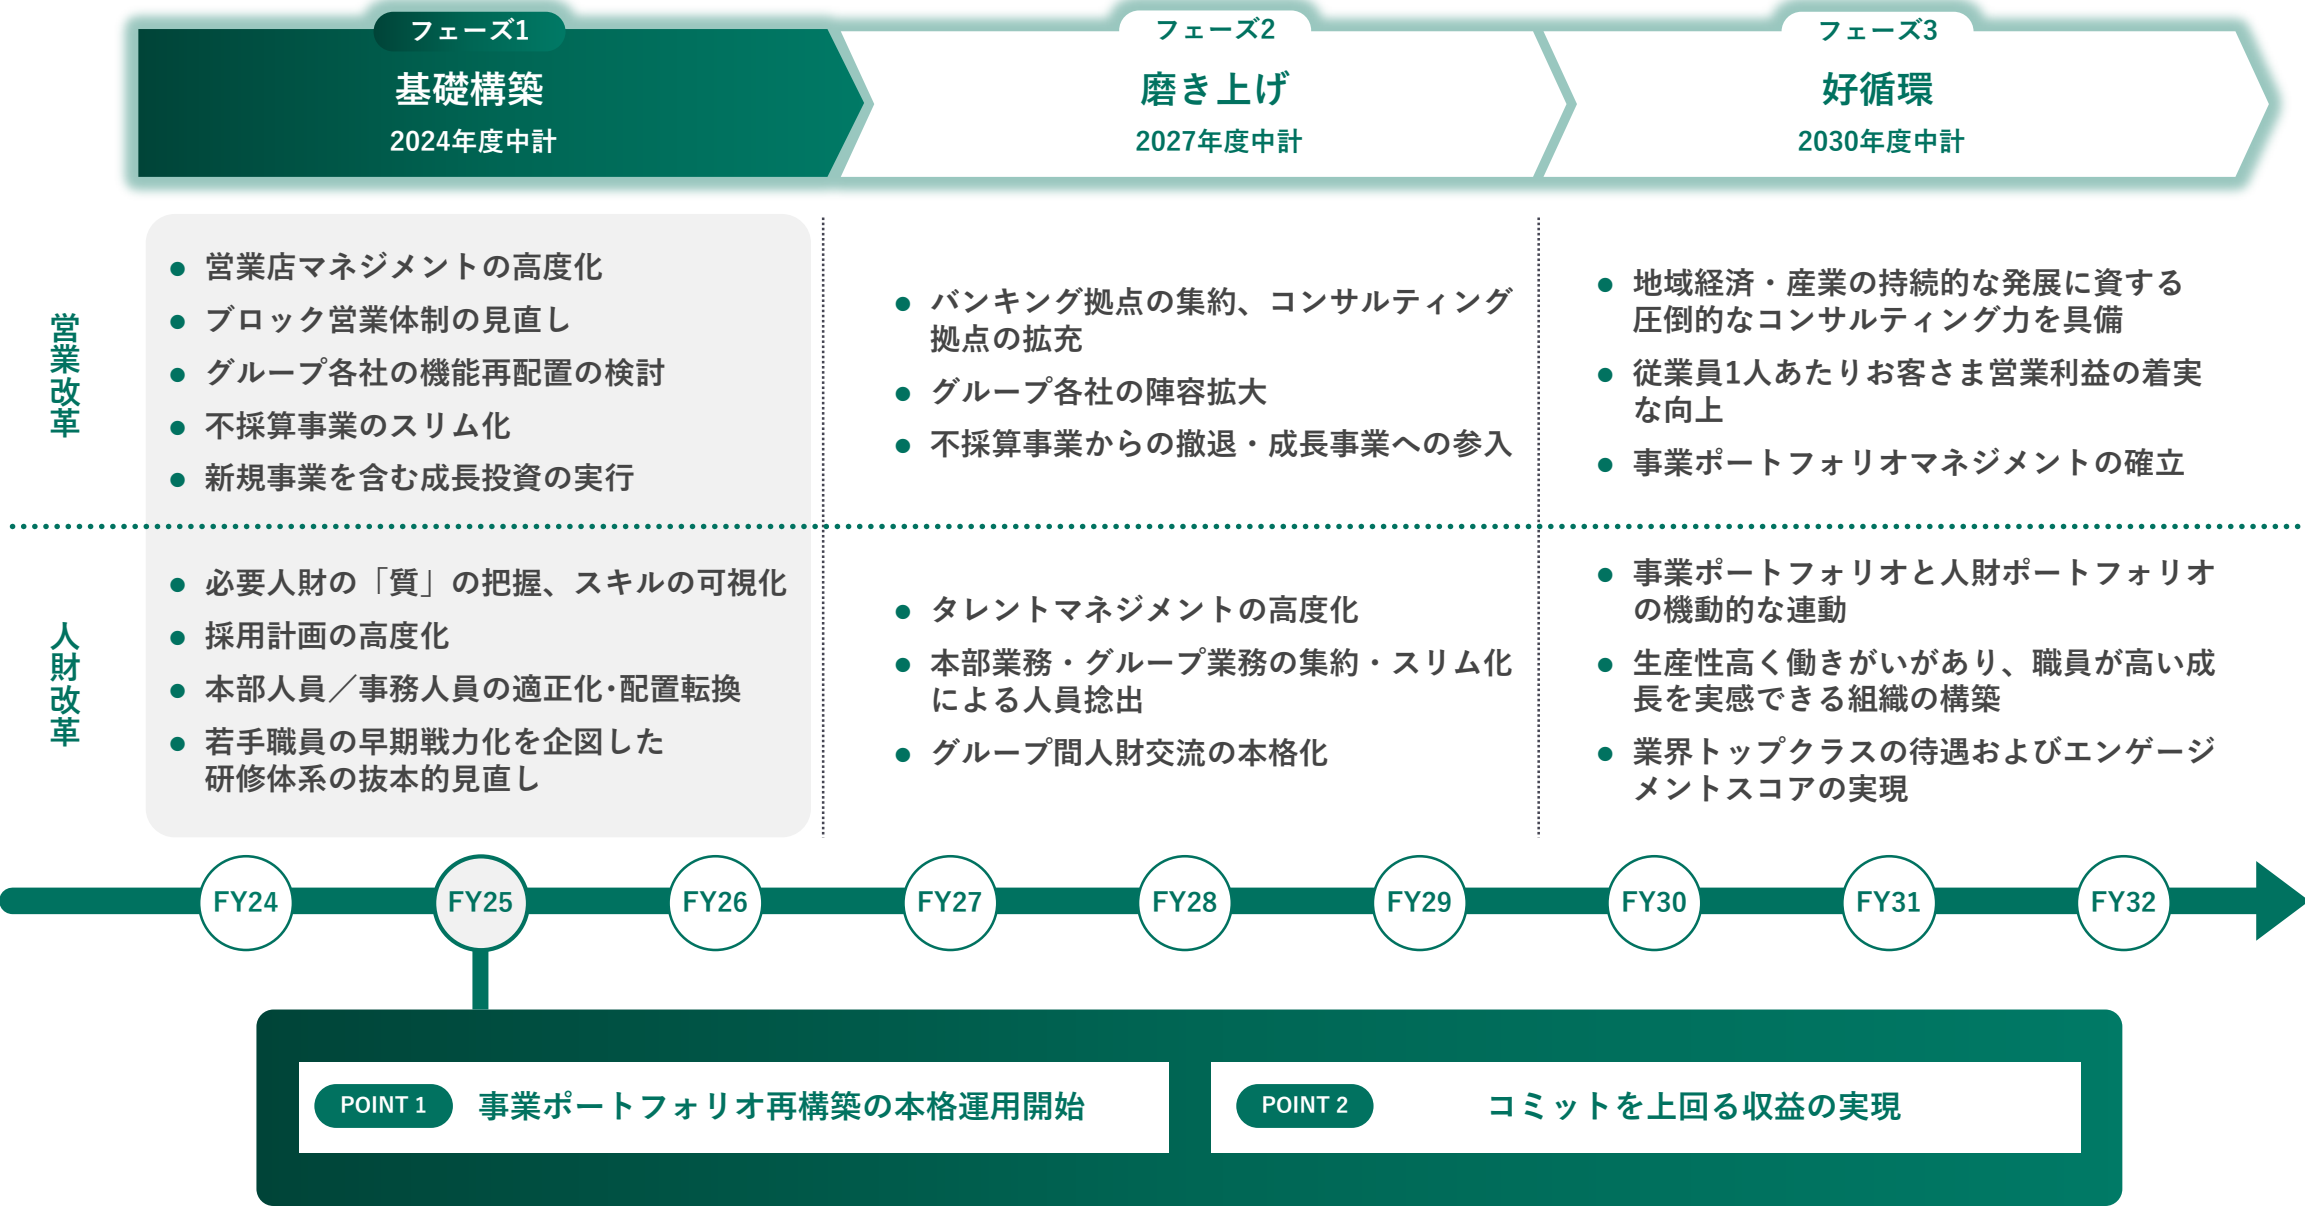 フェーズ1
基礎構築
2024年度中計
フェーズ2
磨き上げ
2027年度中計
フェーズ3
好循環
2030年度中計
営業改革
● 営業店マネジメントの高度化
● ブロック営業体制の見直し
● グループ各社の機能再配置の検討
● 不採算事業のスリム化
● 新規事業を含む成長投資の実行
● バンキング拠点の集約、コンサルティング
拠点の拡充
● グループ各社の陣容拡大
● 不採算事業からの撤退・成長事業への参入
● 地域経済・産業の持続的な発展に資する
圧倒的なコンサルティング力を具備
● 従業員1人あたりお客さま営業利益の着実
な向上
● 事業ポートフォリオマネジメントの確立
人財改革
● 必要人財の「質」の把握、スキルの可視化
● 採用計画の高度化
● 本部人員／事務人員の適正化･配置転換
● 若手職員の早期戦力化を企図した
研修体系の抜本的見直し
● タレントマネジメントの高度化
● 本部業務・グループ業務の集約・スリム化
による人員捻出
● グループ間人財交流の本格化
● 事業ポートフォリオと人財ポートフォリオ
の機動的な連動
● 生産性高く働きがいがあり、職員が高い成
長を実感できる組織の構築
● 業界トップクラスの待遇およびエンゲージ
メントスコアの実現
FY24
FY25
FY26
FY27
FY28
FY29
FY30
FY31
FY32
POINT 1
事業ポートフォリオ再構築の本格運用開始
POINT 2
コミットを上回る収益の実現